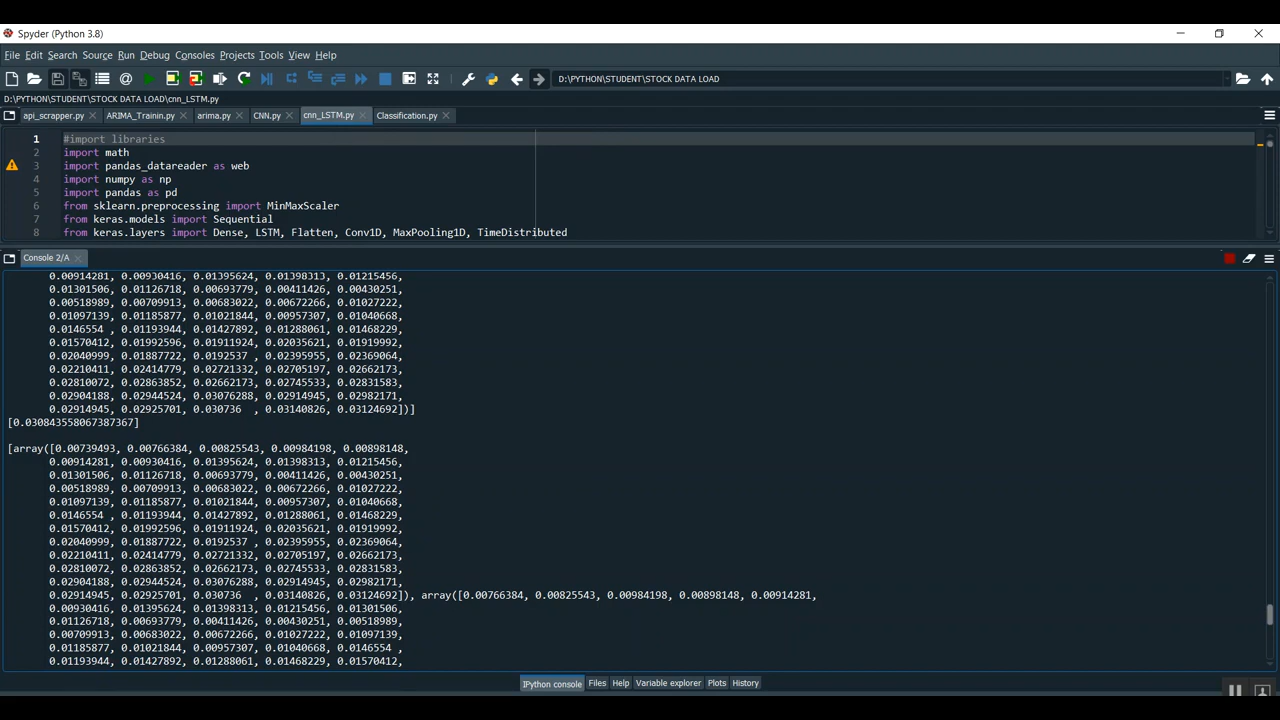 Spyder (Python 3.8)
File Edit Search Source Run Debug Consoles Projects Tools View Help
D:\PYTHON\STUDENT\STOCK DATA LOAD
D:\PYTHON\STUDENT\STOCK DATA LOAD\cnn_LSTM.py
api_scrapper.py ARIMA_Trainin.py arima.py CNN.py cnn_LSTM.py Classification.py
1 #import libraries
2 import math
3 import pandas_datareader as web
4 import numpy as np
5 import pandas as pd
6 from sklearn.preprocessing import MinMaxScaler
7 from keras.models import Sequential
8 from keras.layers import Dense, LSTM, Flatten, Conv1D, MaxPooling1D, TimeDistributed
Console 2/A
0.00914281, 0.00930416, 0.01395624, 0.01398313, 0.01215456,
0.01301506, 0.01126718, 0.00693779, 0.00411426, 0.00430251,
0.00518989, 0.00709913, 0.00683022, 0.00672266, 0.01027222,
0.01097139, 0.01185877, 0.01021844, 0.00957307, 0.01040668,
0.0146554 , 0.01193944, 0.01427892, 0.01288061, 0.01468229,
0.01570412, 0.01992596, 0.01911924, 0.02035621, 0.01919992,
0.02040999, 0.01887722, 0.0192537 , 0.02395955, 0.02369064,
0.02210411, 0.02414779, 0.02721332, 0.02705197, 0.02662173,
0.02810072, 0.02863852, 0.02662173, 0.02745533, 0.02831583,
0.02904188, 0.02944524, 0.03076288, 0.02914945, 0.02982171,
0.02914945, 0.02925701, 0.030736  , 0.03140826, 0.03124692])]
[0.030843558067387367]
[array([0.00739493, 0.00766384, 0.00825543, 0.00984198, 0.00898148,
0.00914281, 0.00930416, 0.01395624, 0.01398313, 0.01215456,
0.01301506, 0.01126718, 0.00693779, 0.00411426, 0.00430251,
0.00518989, 0.00709913, 0.00683022, 0.00672266, 0.01027222,
0.01097139, 0.01185877, 0.01021844, 0.00957307, 0.01040668,
0.0146554 , 0.01193944, 0.01427892, 0.01288061, 0.01468229,
0.01570412, 0.01992596, 0.01911924, 0.02035621, 0.01919992,
0.02040999, 0.01887722, 0.0192537 , 0.02395955, 0.02369064,
0.02210411, 0.02414779, 0.02721332, 0.02705197, 0.02662173,
0.02810072, 0.02863852, 0.02662173, 0.02745533, 0.02831583,
0.02904188, 0.02944524, 0.03076288, 0.02914945, 0.02982171,
0.02914945, 0.02925701, 0.030736  , 0.03140826, 0.03124692]), array([0.00766384, 0.00825543, 0.00984198, 0.00898148, 0.00914281,
0.00930416, 0.01395624, 0.01398313, 0.01215456, 0.01301506,
0.01126718, 0.00693779, 0.00411426, 0.00430251, 0.00518989,
0.00709913, 0.00683022, 0.00672266, 0.01027222, 0.01097139,
0.01185877, 0.01021844, 0.00957307, 0.01040668, 0.0146554 ,
0.01193944, 0.01427892, 0.01288061, 0.01468229, 0.01570412,
IPython console Files Help Variable explorer Plots History